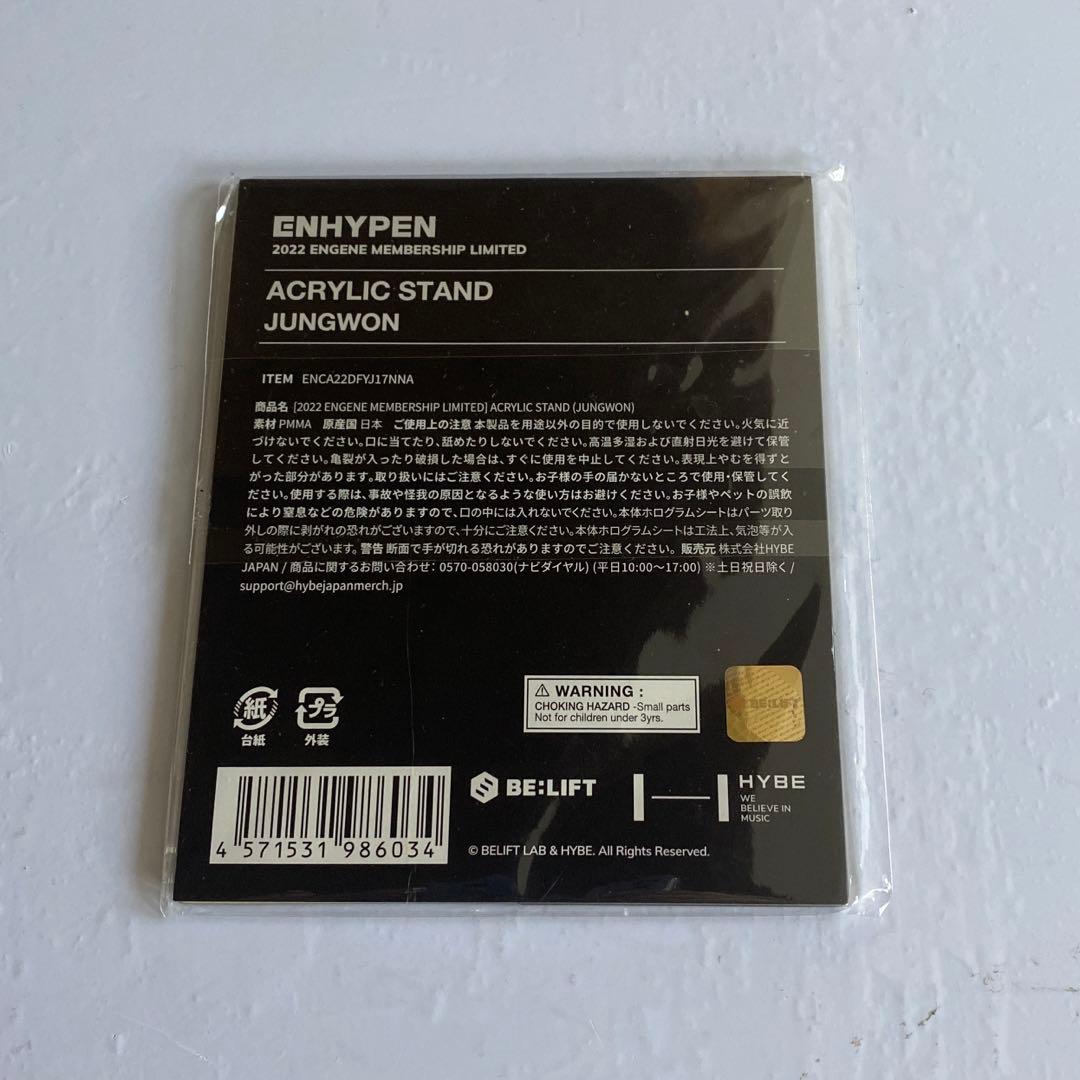 ENHYPEN
2022 ENGENE MEMBERSHIP LIMITED
ACRYLIC STAND
JUNGWON
ITEM ENCA22DFYJ17NNA
商品名 [2022 ENGENE MEMBERSHIP LIMITED] ACRYLIC STAND (JUNGWON)
素材 PMMA 原産国 日本 ご使用上の注意 本製品を用途以外の目的で使用しないでください。火気に近
づけないでください。口に当てたり、舐めたりしないでください。高温多湿および直射日光を避けて保管
してください。亀裂が入ったり破損した場合は、すぐに使用を中止してください。表現上やむを得ずと
がった部分があります。取り扱いにはご注意ください。お子様の手の届かないところで使用・保管してく
ださい。使用する際は、事故や怪我の原因となるような使い方はお避けください。お子様やペットの誤飲
により窒息などの危険がありますので、口の中には入れないでください。本体ホログラムシートはパーツ取り
外しの際に剥がれの恐れがございますので、十分にご注意ください。本体ホログラムシートは工法上、気泡等が入
る可能性がございます。警告 断面で手が切れる恐れがありますのでご注意ください。 販売元 株式会社HYBE
JAPAN / 商品に関するお問い合わせ: 0570-058030(ナビダイヤル) (平日10:00〜17:00) ※土日祝日除く /
support@hybejapanmerch.jp
紙
台紙
プラ
外装
⚠ WARNING :
CHOKING HAZARD -Small parts
Not for children under 3yrs.
BE:LIFT
BE:LIFT
HYBE
WE
BELIEVE IN
MUSIC
4 571531 986034
© BELIFT LAB & HYBE. All Rights Reserved.